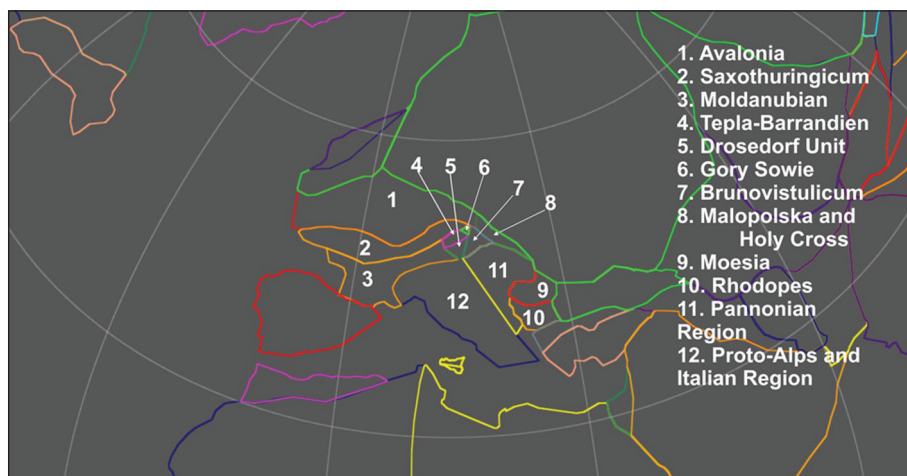 1. Avalonia
2. Saxothuringicum
3. Moldanubian
4. Tepla-Barrandien
5. Drosedorf Unit
6. Gory Sowie
7. Brunovistulicum
8. Malopolska and
Holy Cross
9. Moesia
10. Rhodopes
11. Pannonian
Region
12. Proto-Alps and
Italian Region
4 5 6
7
8
1
2
3
11
9
12
10